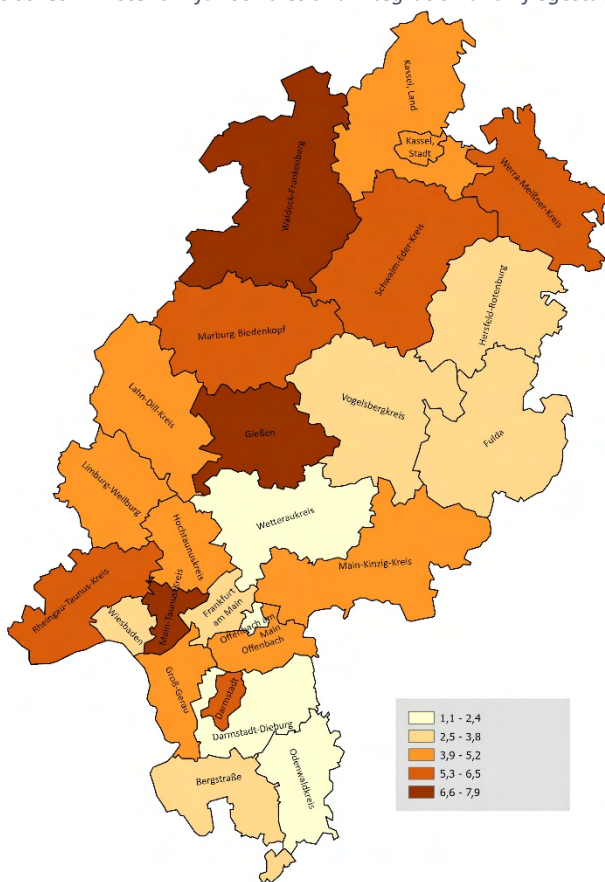 Kassel, Land
Kassel,
Stadt
Werra-Meißner-Kreis
Waldeck-Frankenberg
Schwalm-Eder-Kreis
Hersfeld-Rotenburg
Marburg-Biedenkopf
Lahn-Dill-Kreis
Vogelsbergkreis
Gießen
Fulda
Limburg-Weilburg
Wetteraukreis
Hochtaunuskreis
Main-Kinzig-Kreis
Rheingau-Taunus-Kreis
Main-Taunuskreis
Frankfurt
am Main
Wiesbaden
Offenbach am
Main
Offenbach
Groß-Gerau
Darmstadt
Darmstadt-Dieburg
Odenwaldkreis
Bergstraße
1,1 - 2,4
2,5 - 3,8
3,9 - 5,2
5,3 - 6,5
6,6 - 7,9